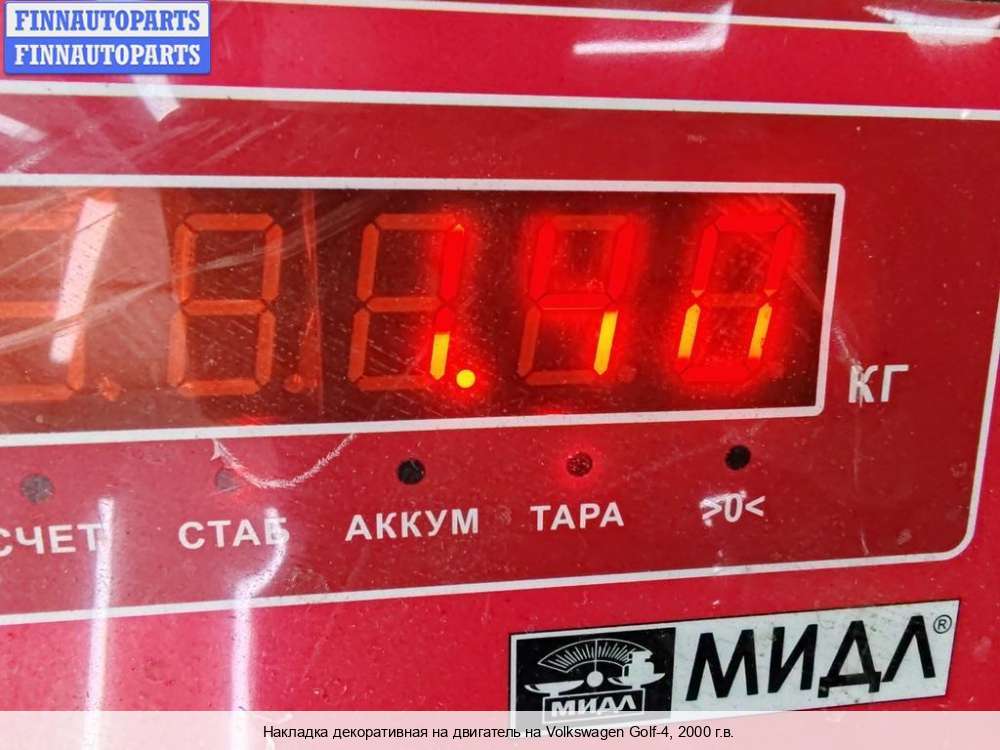 FINNAUTOPARTS
FINNAUTOPARTS
1.40
КГ
СЧЕТ СТАБ АККУМ ТАРА >0<
МИДЛ
МИДЛ®
Накладка декоративная на двигатель на Volkswagen Golf-4, 2000 г.в.